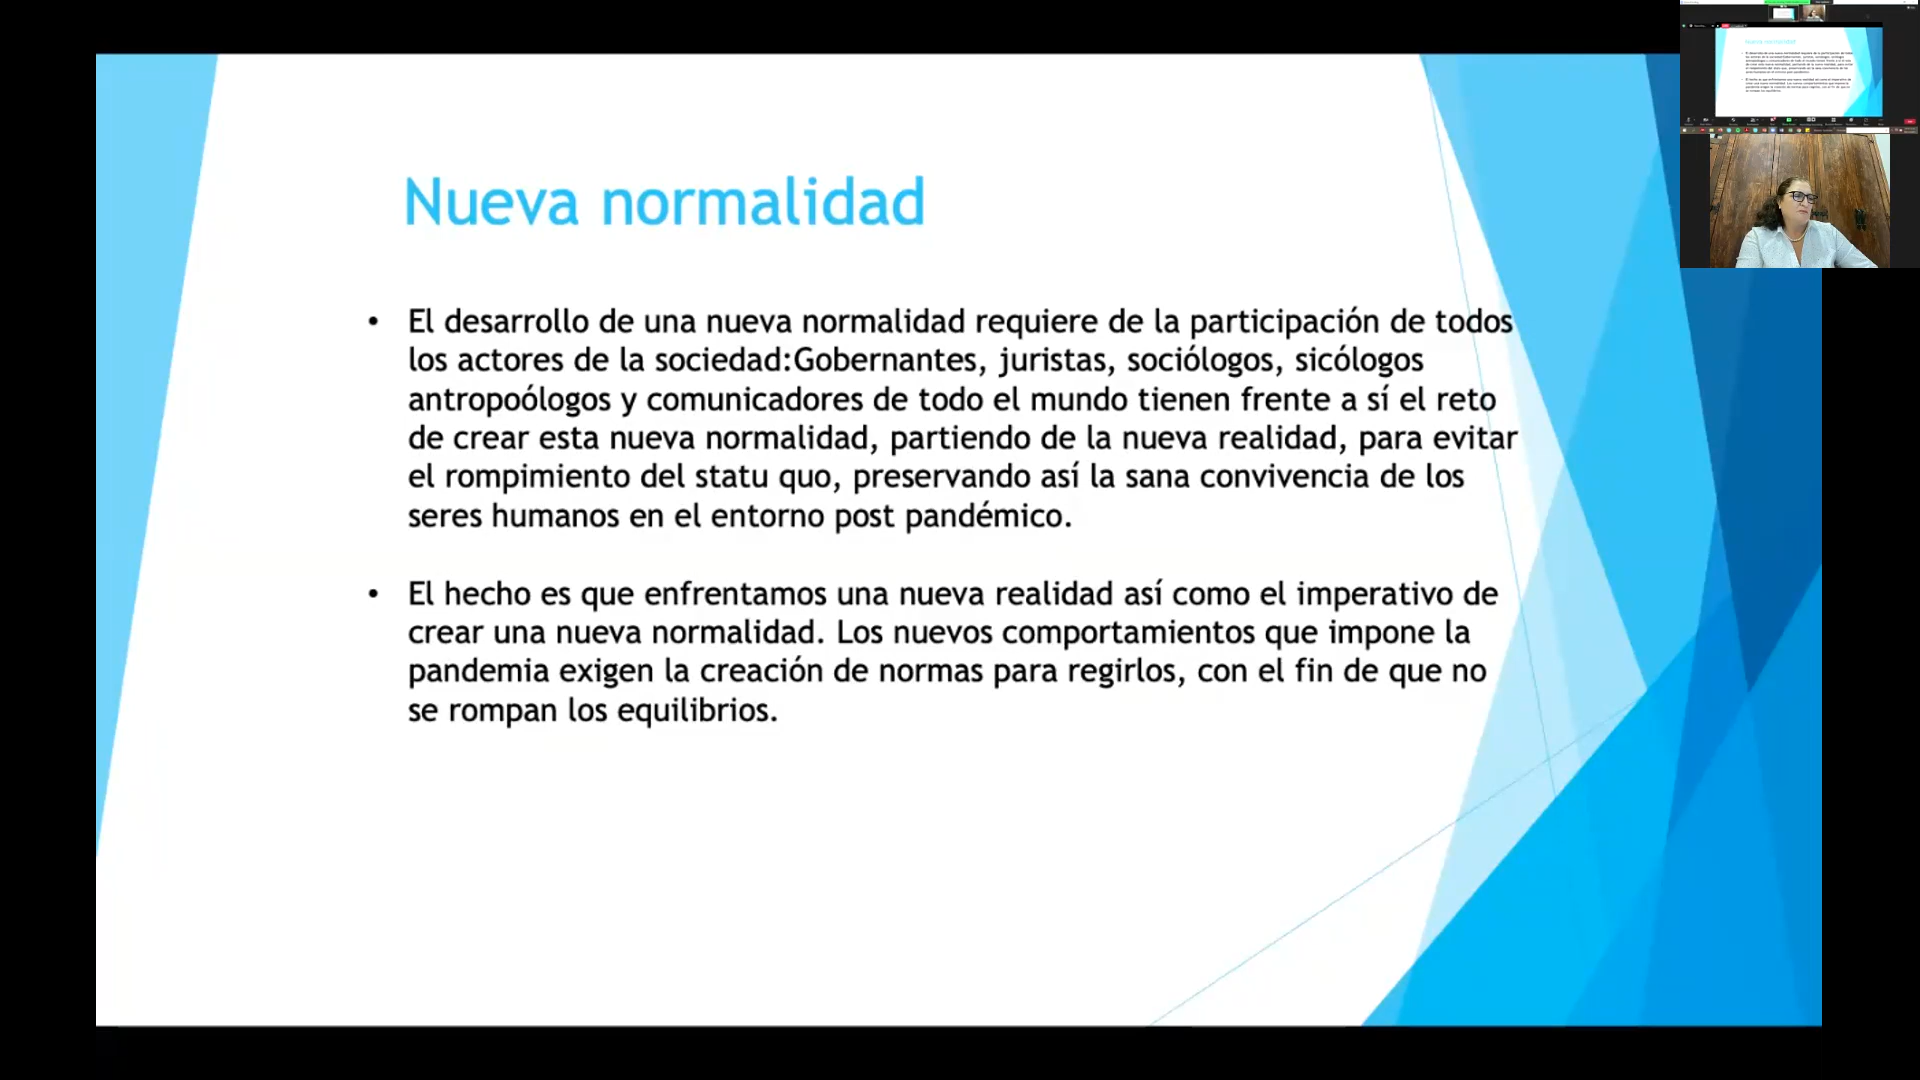 Nueva normalidad
• El desarrollo de una nueva normalidad requiere de la participación de todos
los actores de la sociedad:Gobernantes, juristas, sociólogos, sicólogos
antropoólogos y comunicadores de todo el mundo tienen frente a sí el reto
de crear esta nueva normalidad, partiendo de la nueva realidad, para evitar
el rompimiento del statu quo, preservando así la sana convivencia de los
seres humanos en el entorno post pandémico.
• El hecho es que enfrentamos una nueva realidad así como el imperativo de
crear una nueva normalidad. Los nuevos comportamientos que impone la
pandemia exigen la creación de normas para regirlos, con el fin de que no
se rompan los equilibrios.